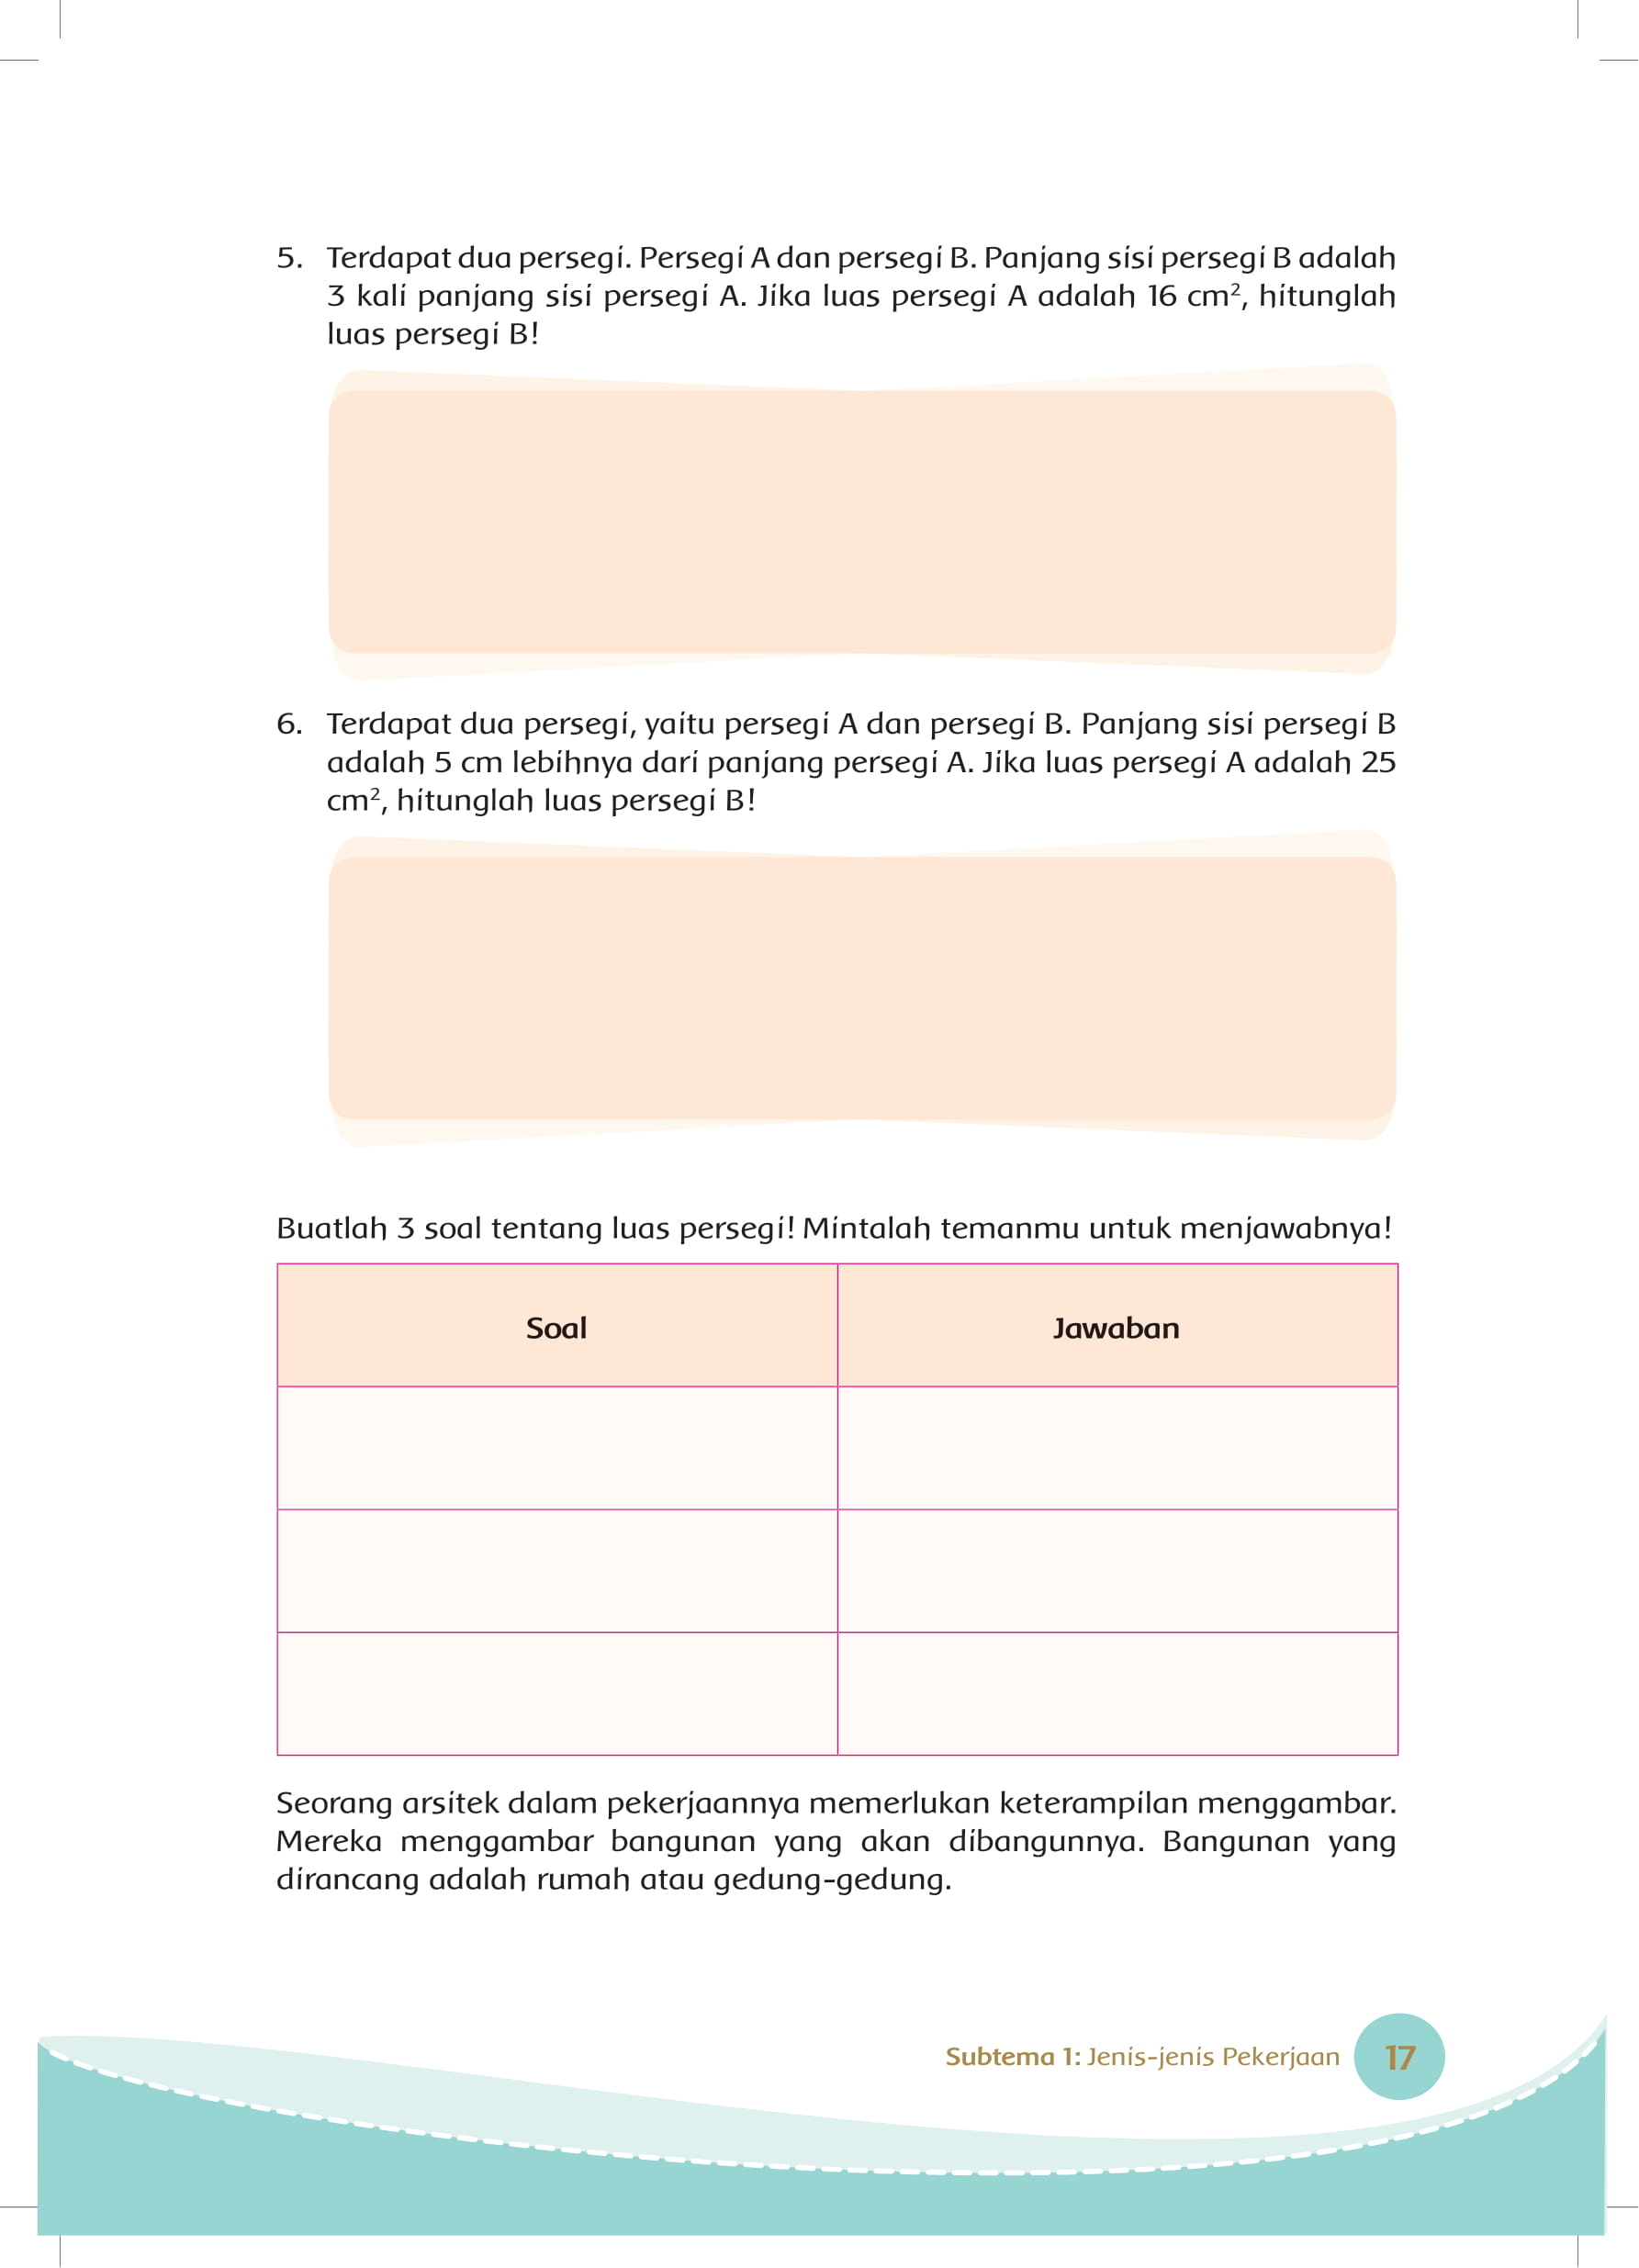 5. Terdapat dua persegi. Persegi A dan persegi B. Panjang sisi persegi B adalah
3 kali panjang sisi persegi A. Jika luas persegi A adalah 16 cm², hitunglah
luas persegi B!
6. Terdapat dua persegi, yaitu persegi A dan persegi B. Panjang sisi persegi B
adalah 5 cm lebihnya dari panjang persegi A. Jika luas persegi A adalah 25
cm², hitunglah luas persegi B!
Buatlah 3 soal tentang luas persegi! Mintalah temanmu untuk menjawabnya!
Soal Jawaban
Seorang arsitek dalam pekerjaannya memerlukan keterampilan menggambar.
Mereka menggambar bangunan yang akan dibangunnya. Bangunan yang
dirancang adalah rumah atau gedung-gedung.
Subtema 1: Jenis-jenis Pekerjaan 17